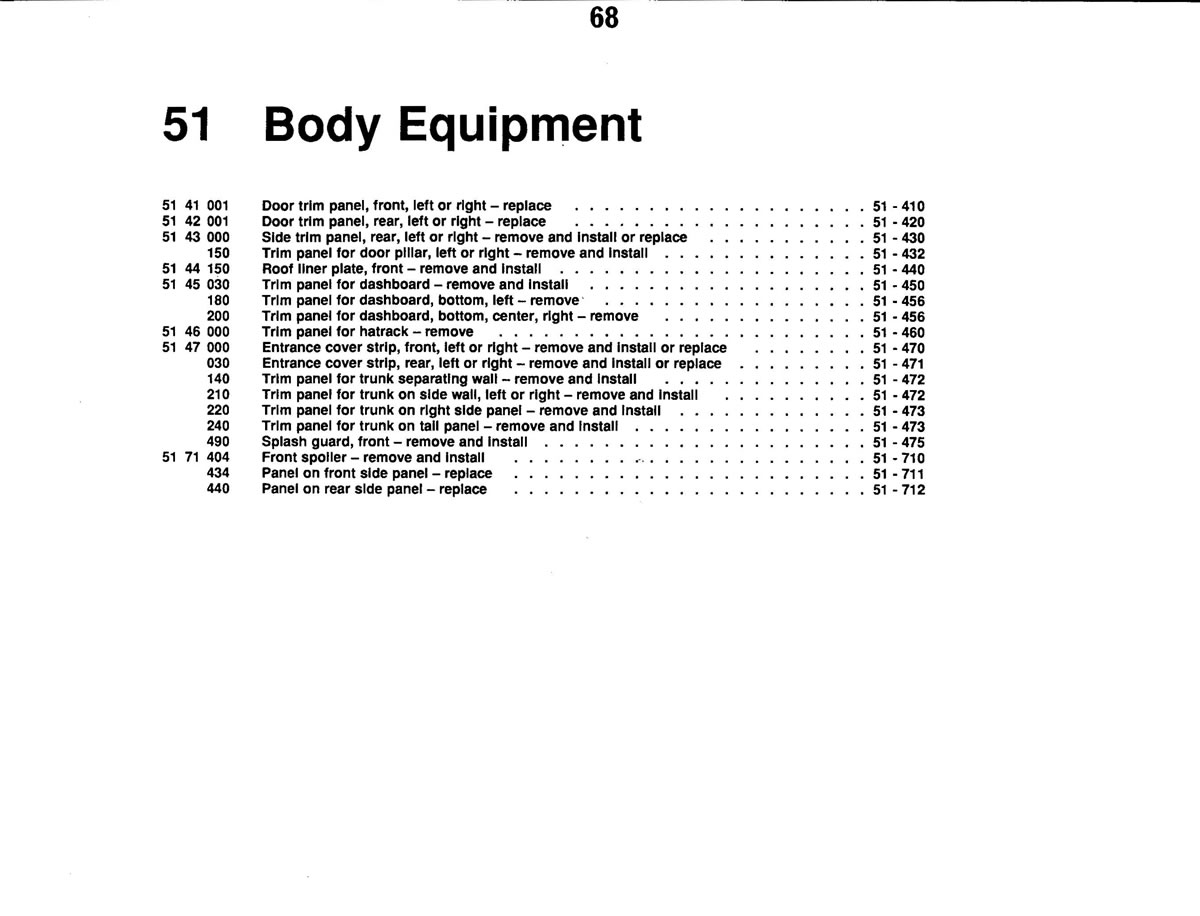 68
51 Body Equipment
51 41 001 Door trim panel, front, left or right – replace . . . . . . . . . . . . . . . . . . . . 51 - 410
51 42 001 Door trim panel, rear, left or right – replace . . . . . . . . . . . . . . . . . . . . 51 - 420
51 43 000 Side trim panel, rear, left or right – remove and install or replace . . . . . . . . . . . 51 - 430
150 Trim panel for door pillar, left or right – remove and install . . . . . . . . . . . . . . 51 - 432
51 44 150 Roof liner plate, front – remove and install . . . . . . . . . . . . . . . . . . . . . 51 - 440
51 45 030 Trim panel for dashboard – remove and install . . . . . . . . . . . . . . . . . . . 51 - 450
180 Trim panel for dashboard, bottom, left – remove . . . . . . . . . . . . . . . . . . 51 - 456
200 Trim panel for dashboard, bottom, center, right – remove . . . . . . . . . . . . . . 51 - 456
51 46 000 Trim panel for hatrack – remove . . . . . . . . . . . . . . . . . . . . . . . . . 51 - 460
51 47 000 Entrance cover strip, front, left or right – remove and install or replace . . . . . . . . 51 - 470
030 Entrance cover strip, rear, left or right – remove and install or replace . . . . . . . . . 51 - 471
140 Trim panel for trunk separating wall – remove and install . . . . . . . . . . . . . . 51 - 472
210 Trim panel for trunk on side wall, left or right – remove and install . . . . . . . . . . 51 - 472
220 Trim panel for trunk on right side panel – remove and install . . . . . . . . . . . . . 51 - 473
240 Trim panel for trunk on tail panel – remove and install . . . . . . . . . . . . . . . . 51 - 473
490 Splash guard, front – remove and install . . . . . . . . . . . . . . . . . . . . . . 51 - 475
51 71 404 Front spoiler – remove and install . . . . . . . . . . . . . . . . . . . . . . . . 51 - 710
434 Panel on front side panel – replace . . . . . . . . . . . . . . . . . . . . . . . . 51 - 711
440 Panel on rear side panel – replace . . . . . . . . . . . . . . . . . . . . . . . . 51 - 712